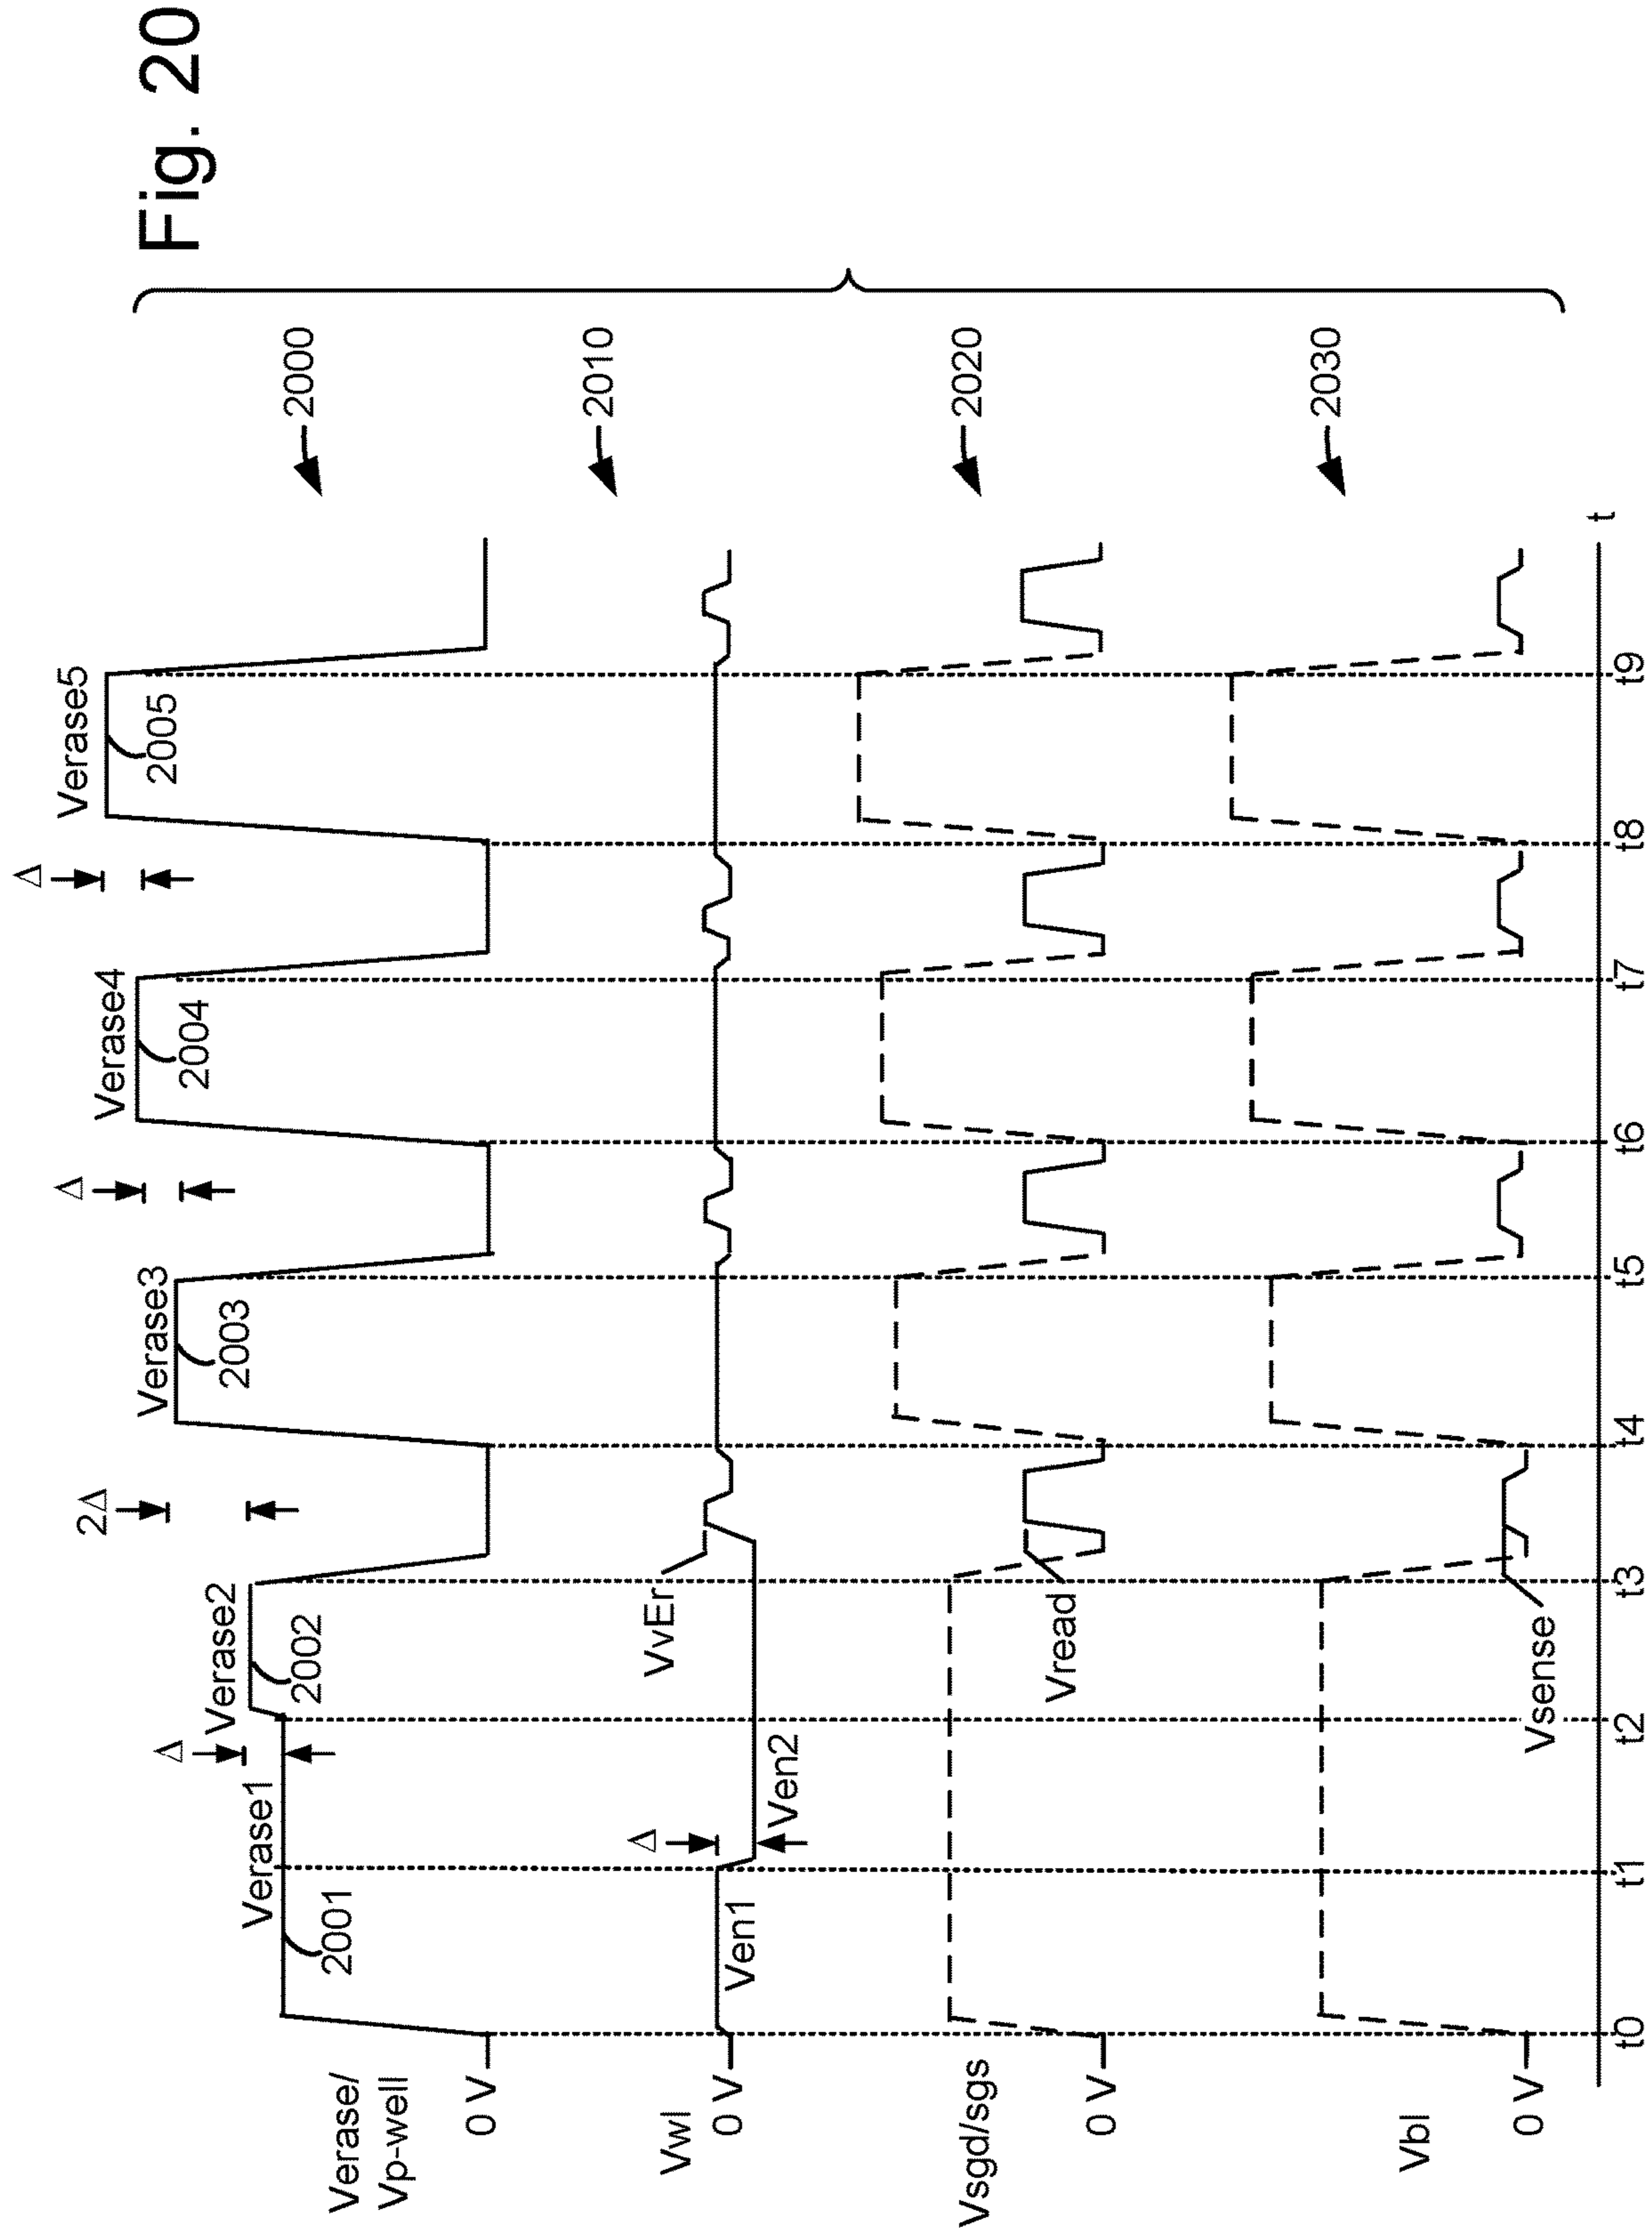 Fig. 20
Verase/
Vp-well
0 V
Verase1
2001
Δ
Verase2
2002
2Δ
Verase3
2003
Δ
Verase4
2004
Δ
Verase5
2005
2000
Vwl
0 V
Ven1
Δ
Ven2
VvEr
2010
Vsgd/sgs
0 V
Vread
2020
Vbl
0 V
Vsense
2030
t0 t1 t2 t3 t4 t5 t6 t7 t8 t9 t